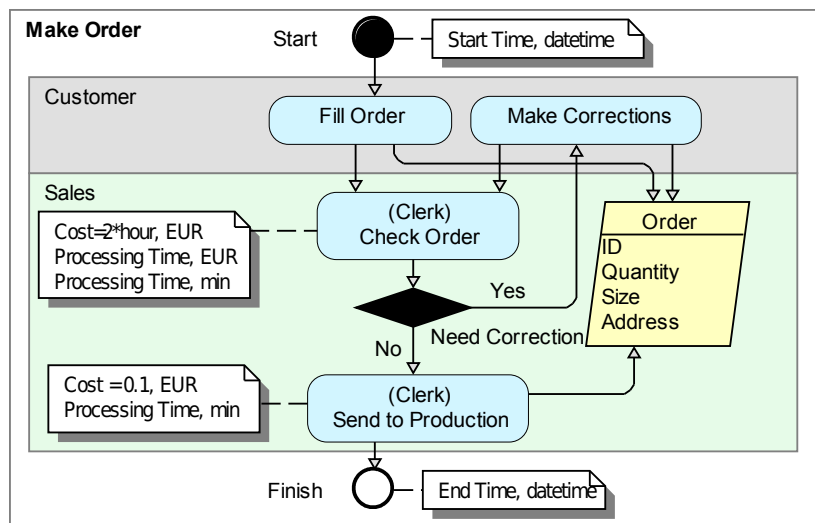 Make Order
Start
Start Time, datetime
Customer
Fill Order
Make Corrections
Sales
(Clerk)
Check Order
Cost=2*hour, EUR
Processing Time, EUR
Processing Time, min
Order
ID
Quantity
Size
Address
Yes
Need Correction
No
Cost = 0.1, EUR
Processing Time, min
(Clerk)
Send to Production
Finish
End Time, datetime